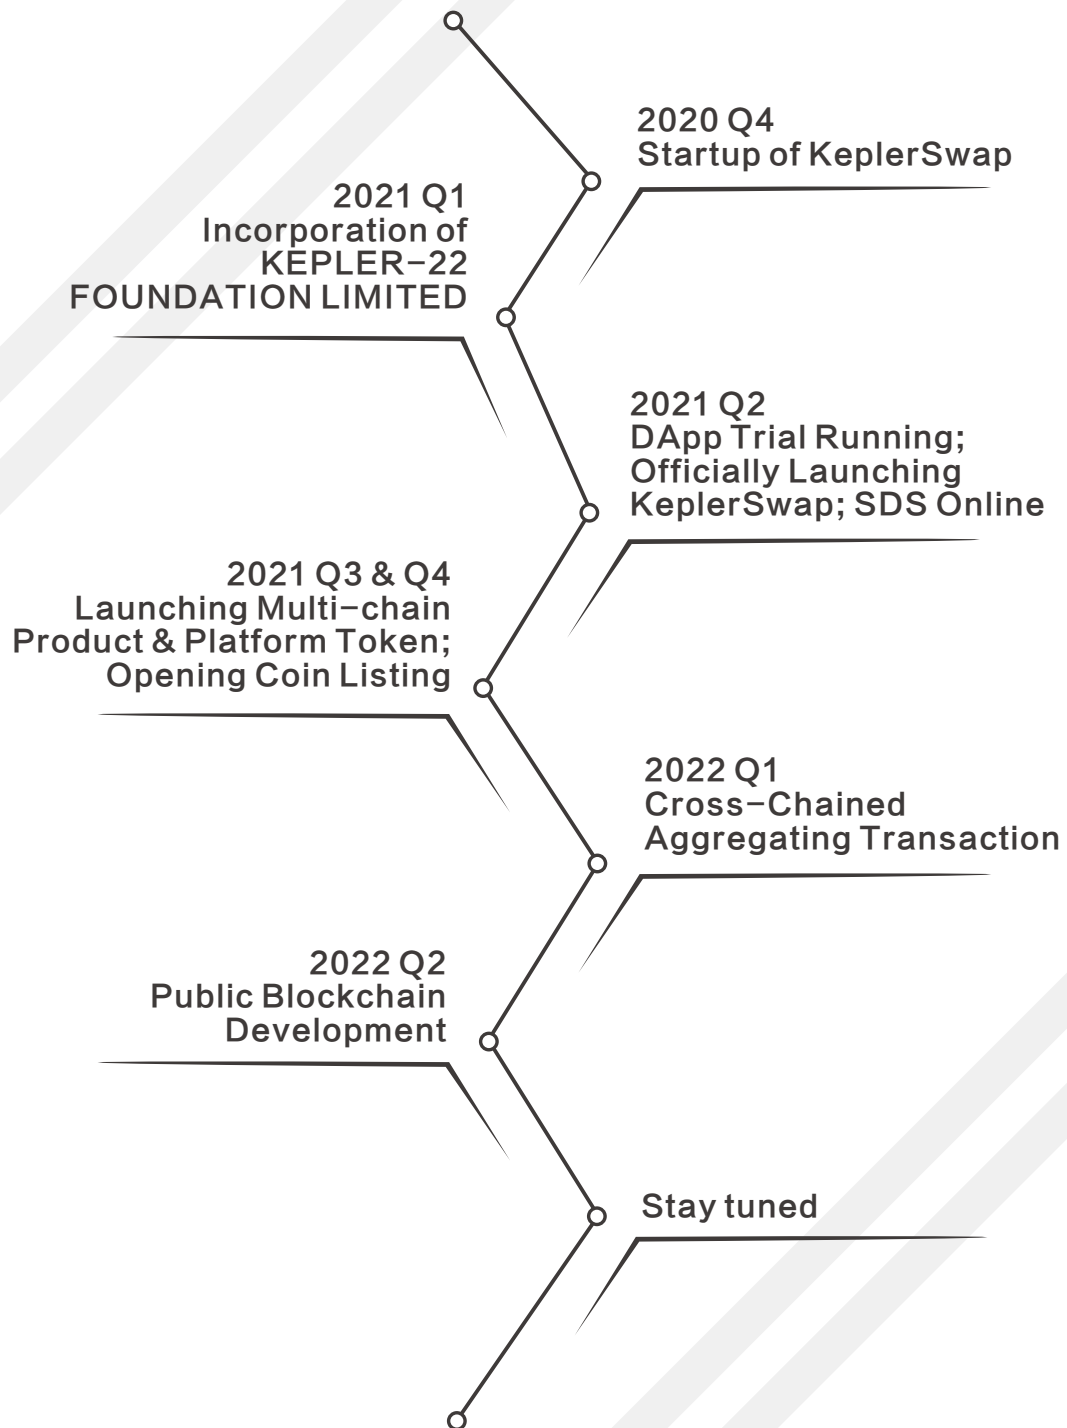 2020 Q4
Startup of KeplerSwap
2021 Q1
Incorporation of
KEPLER-22
FOUNDATION LIMITED
2021 Q2
DApp Trial Running;
Officially Launching
KeplerSwap; SDS Online
2021 Q3 & Q4
Launching Multi-chain
Product & Platform Token;
Opening Coin Listing
2022 Q1
Cross-Chained
Aggregating Transaction
2022 Q2
Public Blockchain
Development
Stay tuned